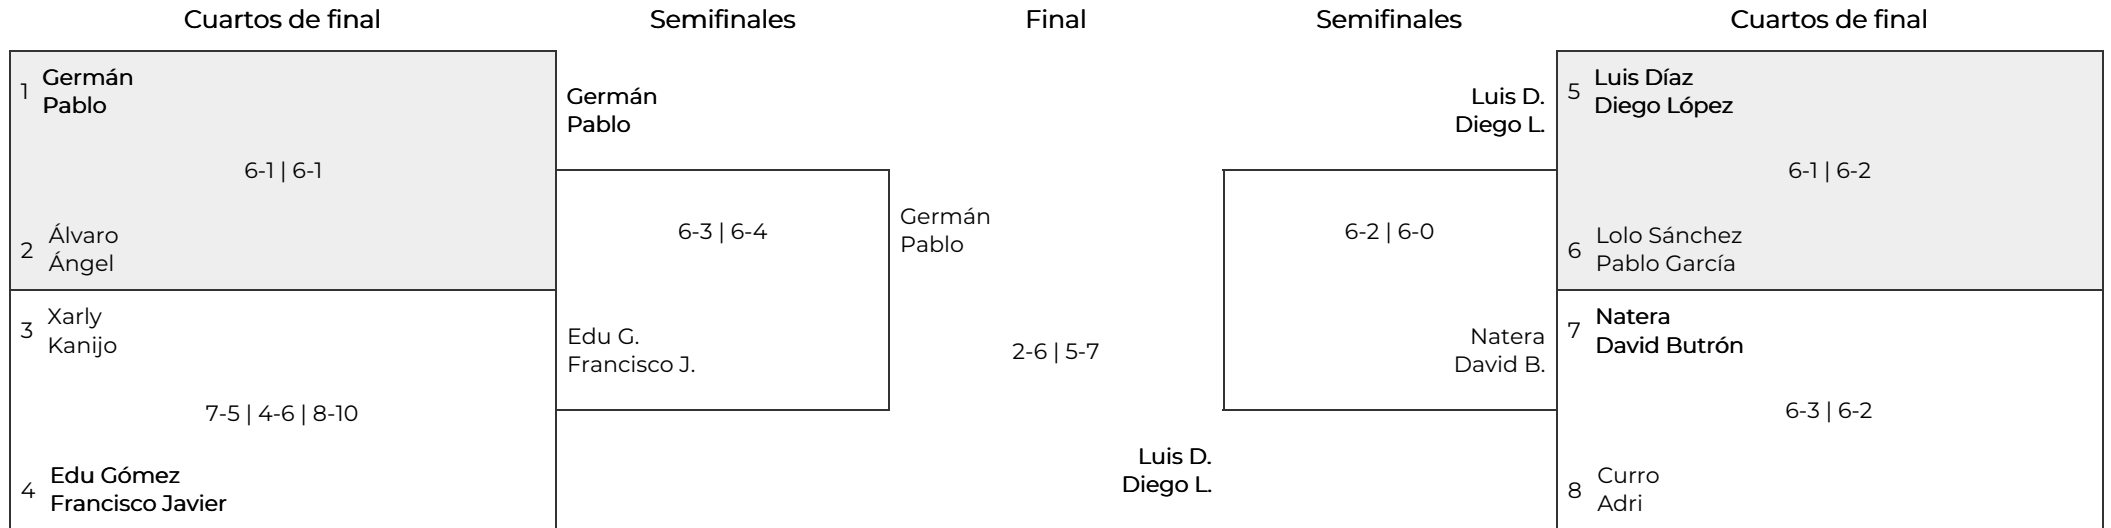 Cuartos de final
Semifinales
Final
Semifinales
Cuartos de final
1
Germán
Pablo
6-1 | 6-1
2
Álvaro
Ángel
3
Xarly
Kanijo
7-5 | 4-6 | 8-10
4
Edu Gómez
Francisco Javier
Germán
Pablo
6-3 | 6-4
Edu G.
Francisco J.
Germán
Pablo
2-6 | 5-7
Luis D.
Diego L.
Luis D.
Diego L.
6-2 | 6-0
Natera
David B.
5
Luis Díaz
Diego López
6-1 | 6-2
6
Lolo Sánchez
Pablo García
7
Natera
David Butrón
6-3 | 6-2
8
Curro
Adri